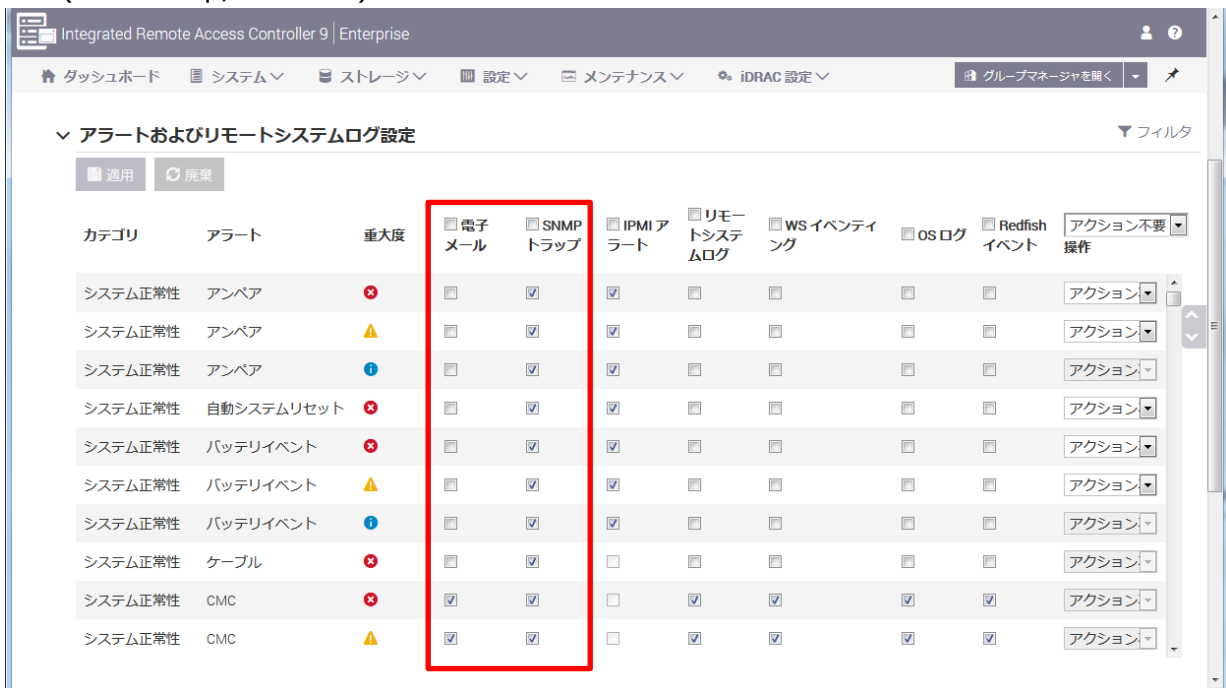 Integrated Remote Access Controller 9 | Enterprise
ダッシュボード システム ストレージ 設定 メンテナンス iDRAC 設定 グループマネージャを開く
アラートおよびリモートシステムログ設定 フィルタ
適用 廃棄
カテゴリ アラート 重大度 電子メール SNMP トラップ IPMI アラート リモートシステムログ WS イベンティング OS ログ Redfish イベント アクション不要 操作
システム正常性 アンペア アクション
システム正常性 アンペア アクション
システム正常性 アンペア アクション
システム正常性 自動システムリセット アクション
システム正常性 バッテリイベント アクション
システム正常性 バッテリイベント アクション
システム正常性 バッテリイベント アクション
システム正常性 ケーブル アクション
システム正常性 CMC アクション
システム正常性 CMC アクション